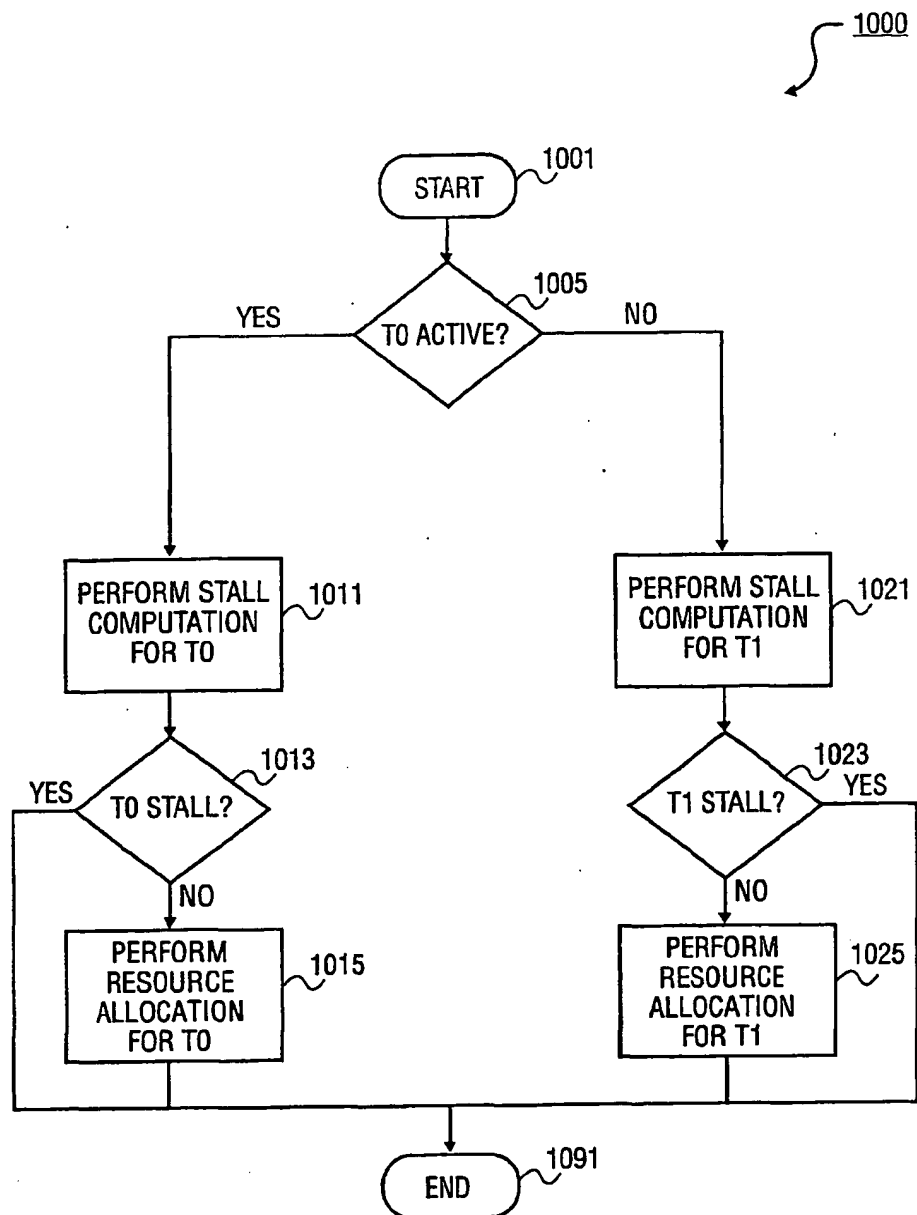 1000
1001
START
1005
YES
NO
T0 ACTIVE?
PERFORM STALL
COMPUTATION
FOR T0
1011
PERFORM STALL
COMPUTATION
FOR T1
1021
1013
YES
T0 STALL?
NO
1023
YES
T1 STALL?
NO
PERFORM
RESOURCE
ALLOCATION
FOR T0
1015
PERFORM
RESOURCE
ALLOCATION
FOR T1
1025
1091
END